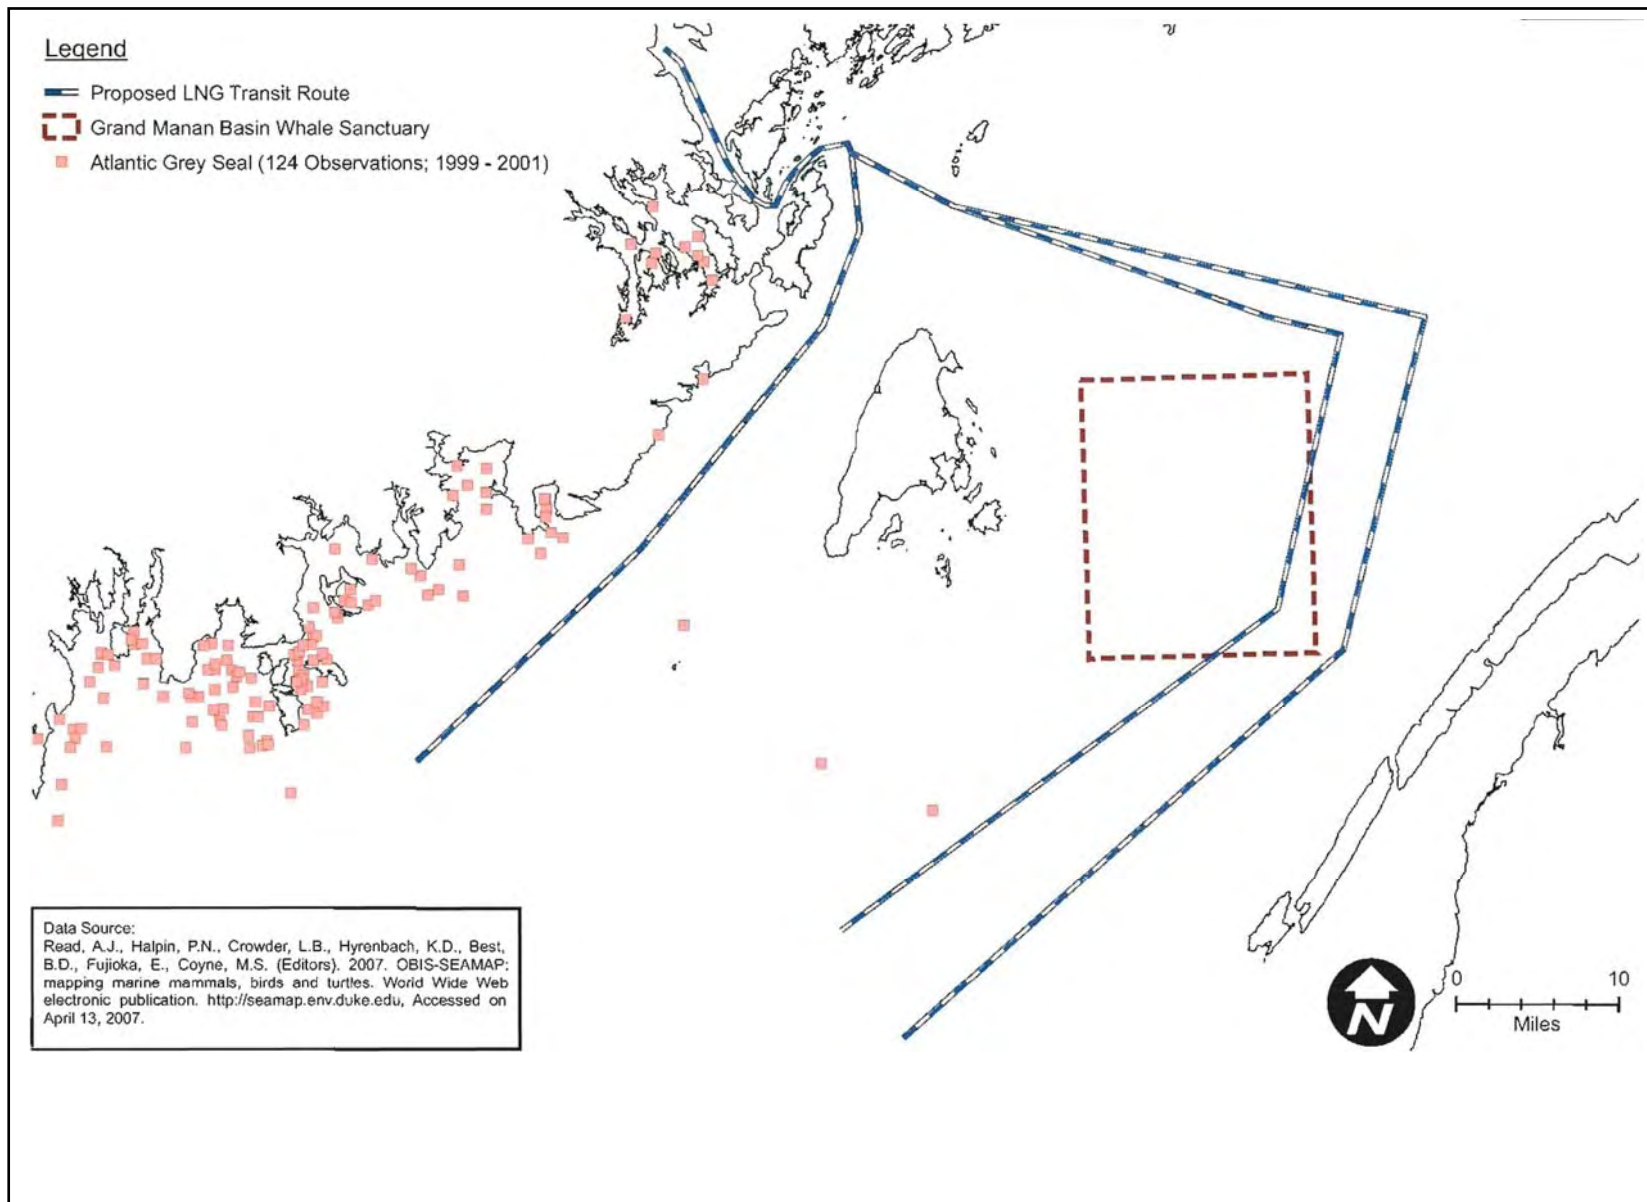 Legend
Proposed LNG Transit Route
Grand Manan Basin Whale Sanctuary
Atlantic Grey Seal (124 Observations; 1999 - 2001)
Data Source:
Read, A.J., Halpin, P.N., Crowder, L.B., Hyrenbach, K.D., Best,
B.D., Fujioka, E., Coyne, M.S. (Editors). 2007. OBIS-SEAMAP:
mapping marine mammals, birds and turtles. World Wide Web
electronic publication. http://seamap.env.duke.edu, Accessed on
April 13, 2007.
N
0 10
Miles